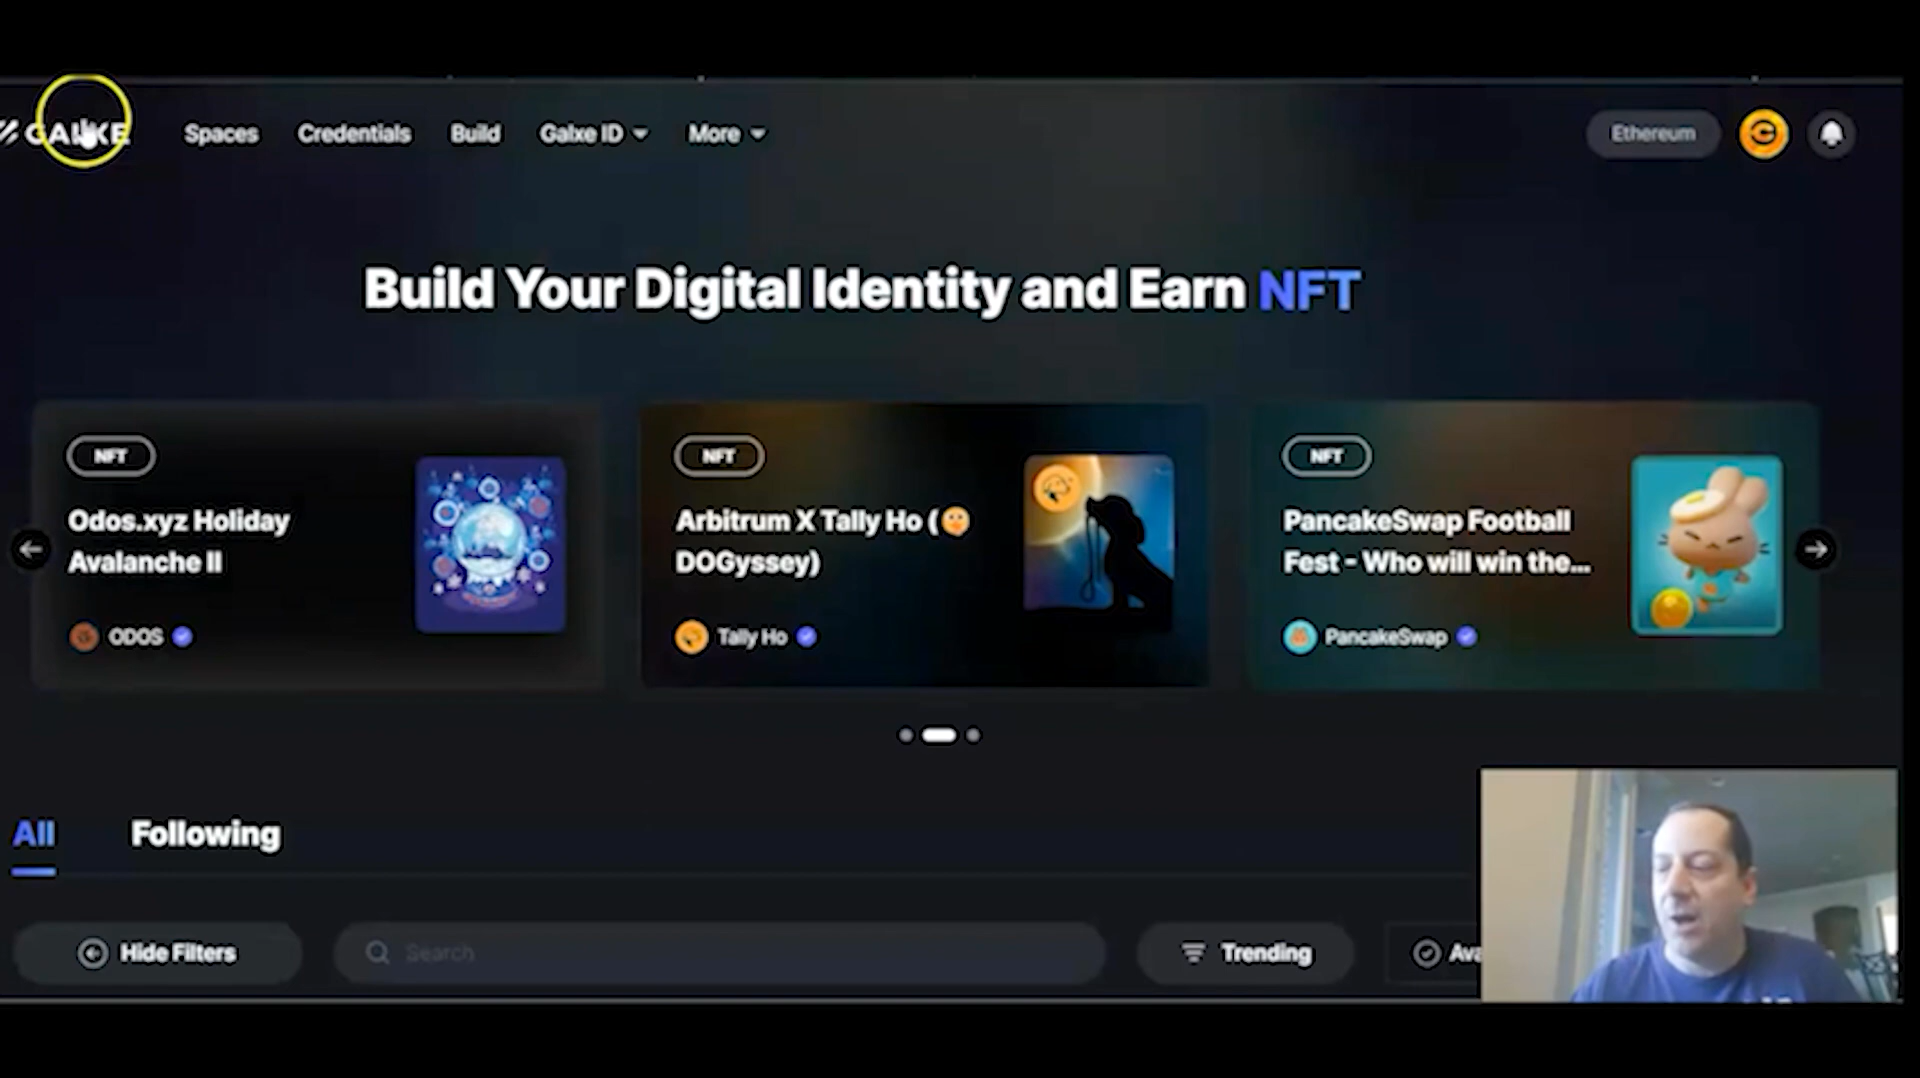 GALXE
Spaces
Credentials
Build
Galxe ID
More
Ethereum
Build Your Digital Identity and Earn NFT
NFT
Odos.xyz Holiday
Avalanche II
ODOS
NFT
Arbitrum X Tally Ho (🤠
DOGyssey)
Tally Ho
NFT
PancakeSwap Football
Fest - Who will win the...
PancakeSwap
All
Following
Hide Filters
Search
Trending
Ava